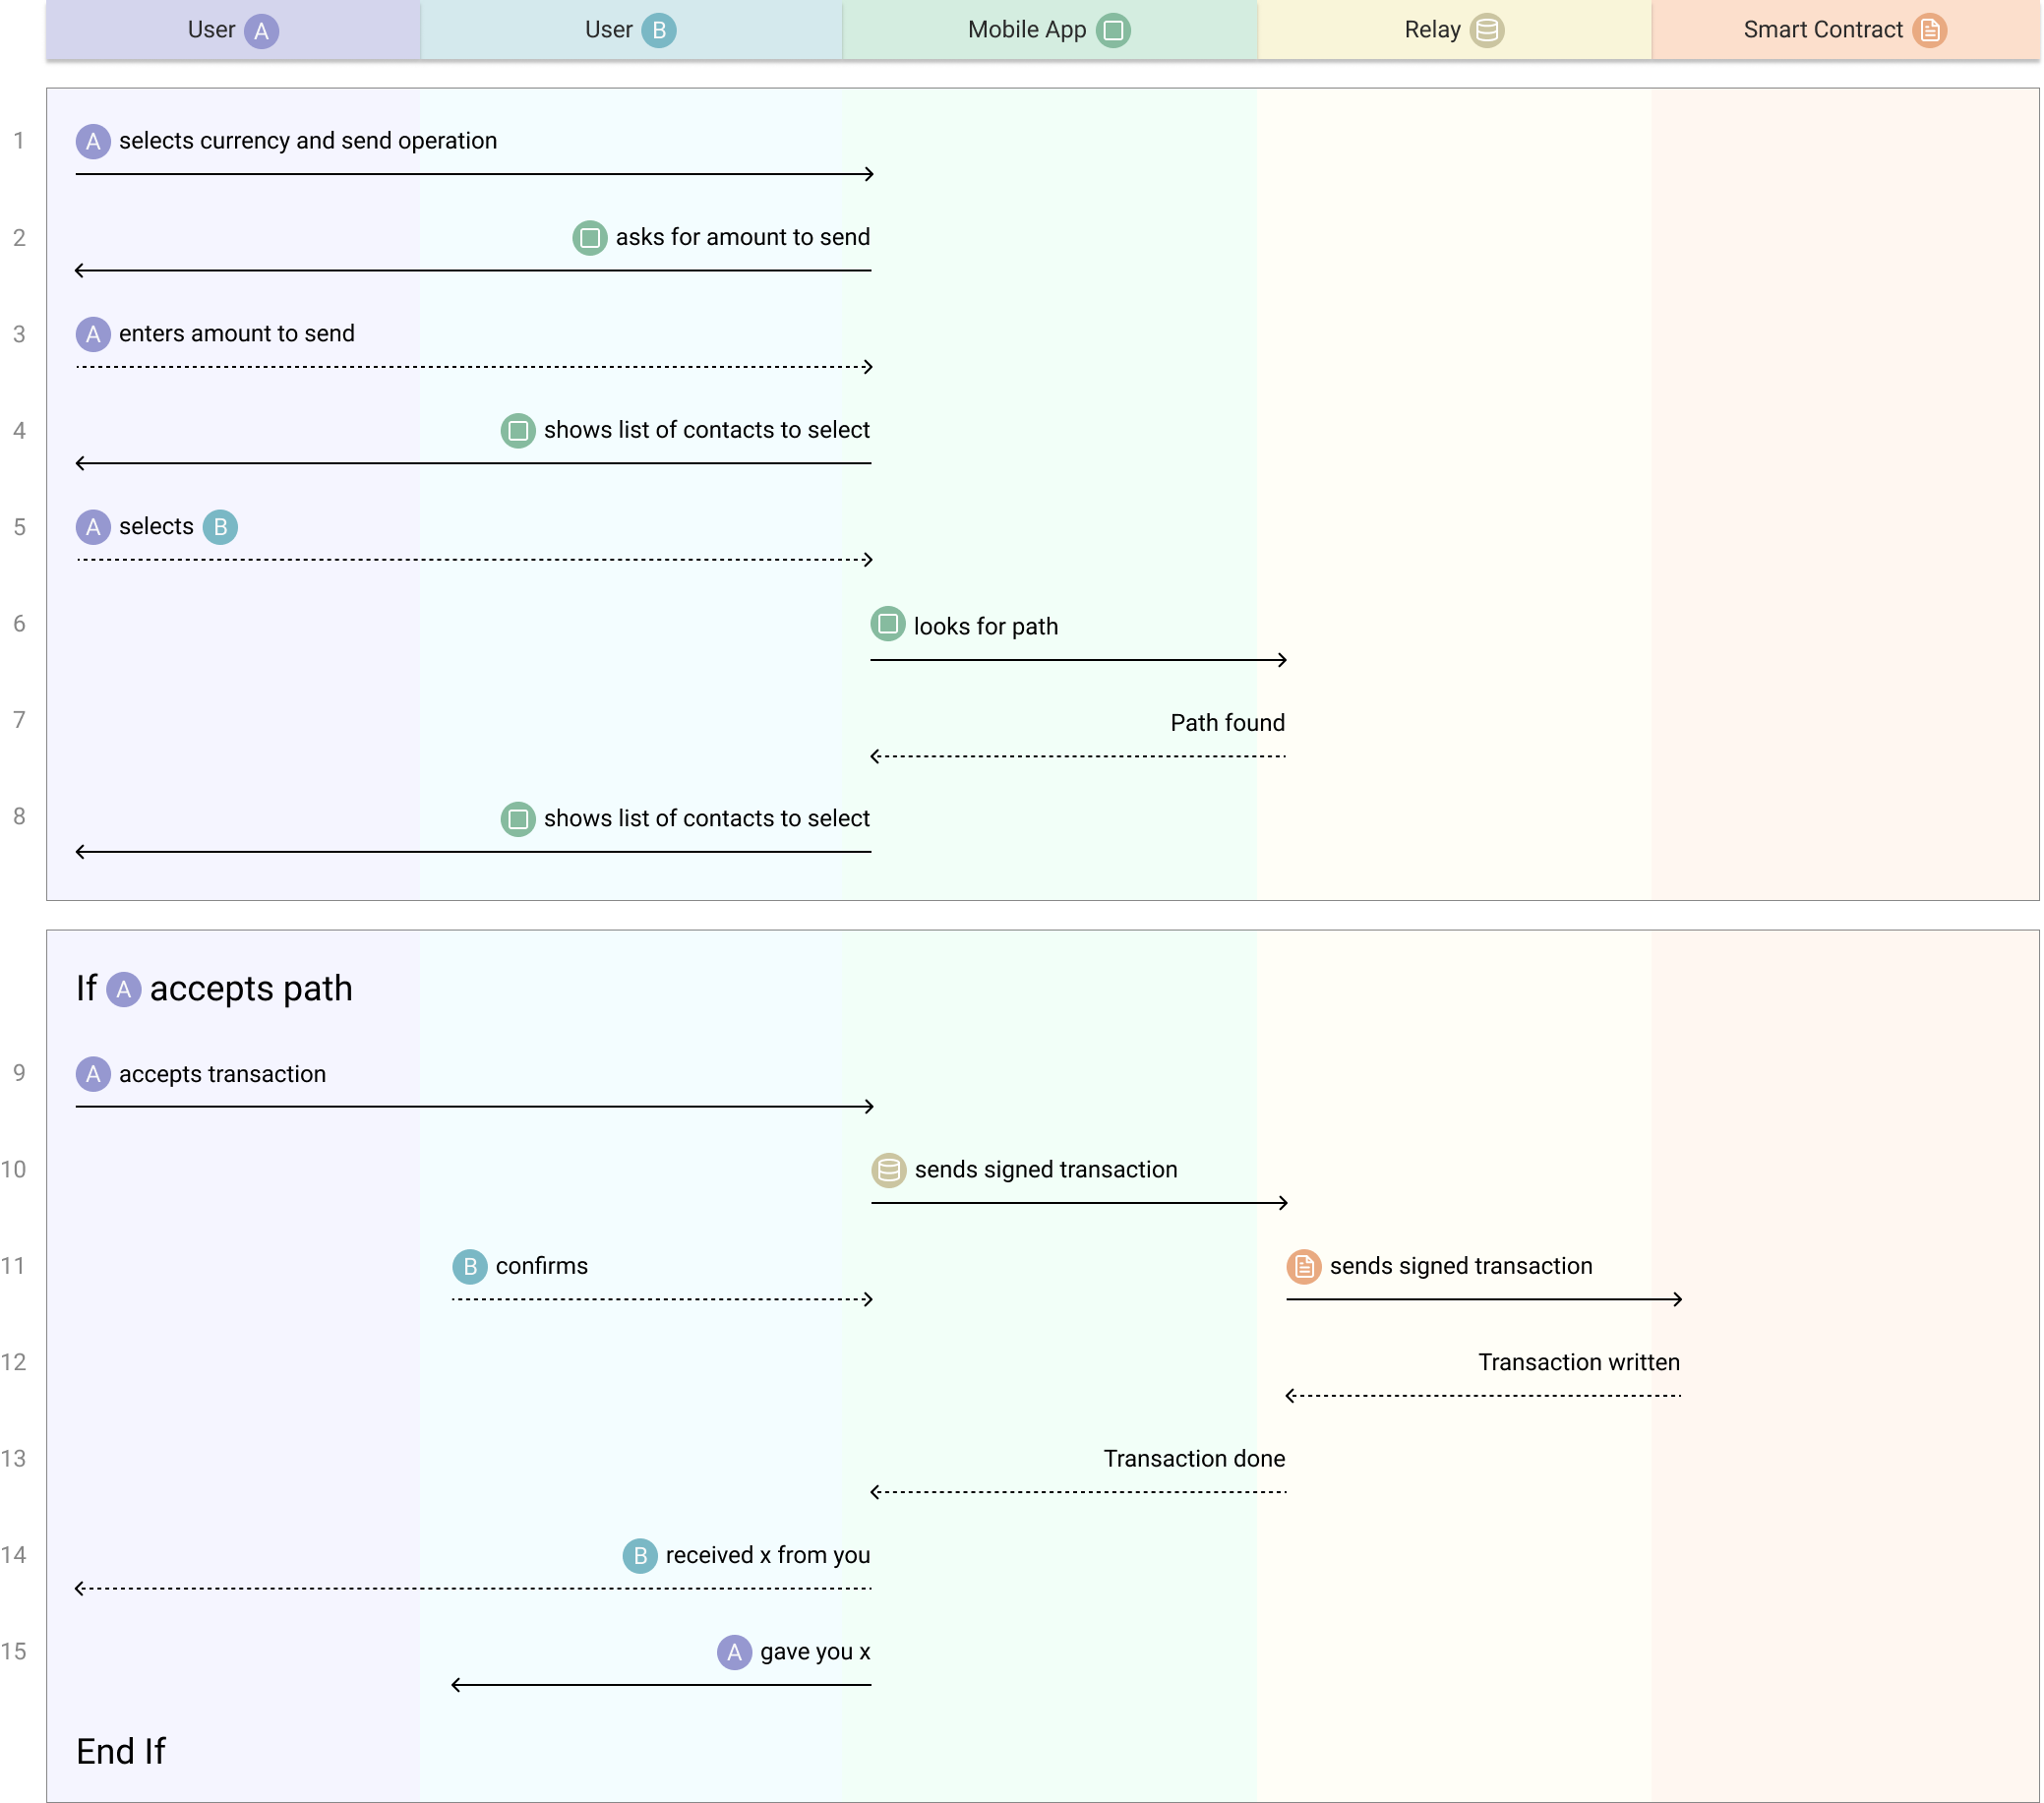 User A
User B
Mobile App
Relay
Smart Contract
1 A selects currency and send operation
2 asks for amount to send
3 A enters amount to send
4 shows list of contacts to select
5 A selects B
6 looks for path
7 Path found
8 shows list of contacts to select
If A accepts path
9 A accepts transaction
10 sends signed transaction
11 B confirms sends signed transaction
12 Transaction written
13 Transaction done
14 B received x from you
15 A gave you x
End If